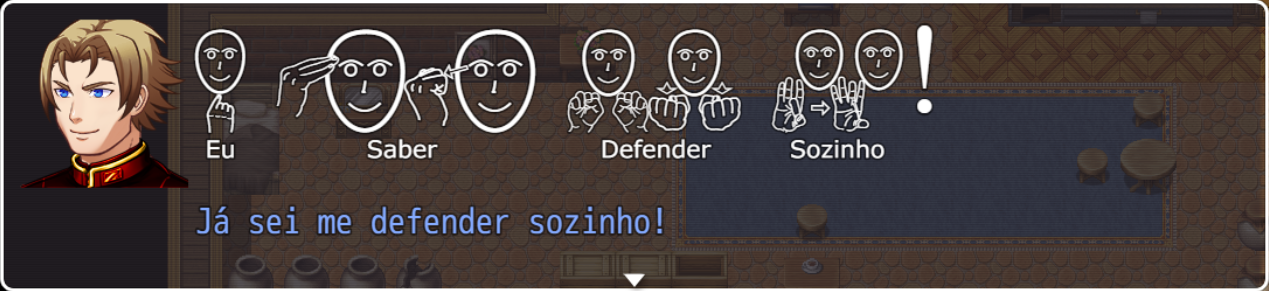 Eu Saber Defender Sozinho !
Já sei me defender sozinho!